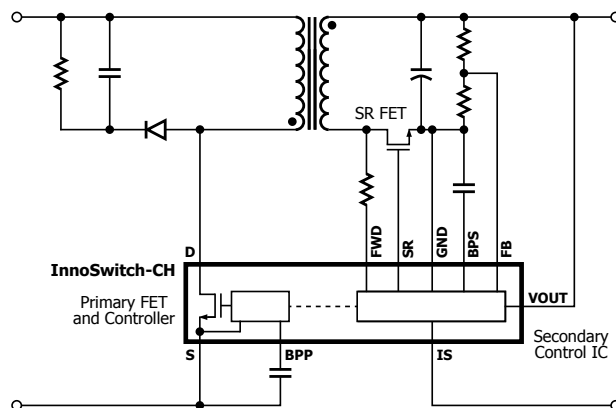 SR FET
D
FWD
SR
GND
BPS
FB
InnoSwitch-CH
VOUT
Primary FET
and Controller
Secondary
Control IC
S
BPP
IS